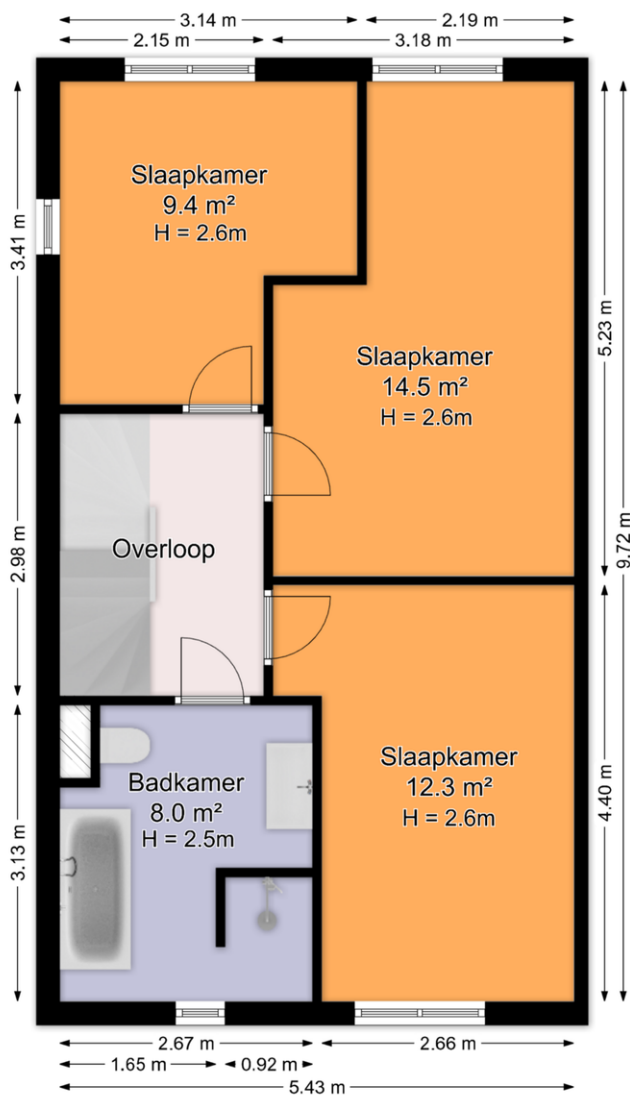 3.14 m
2.19 m
2.15 m
3.18 m
Slaapkamer
9.4 m²
H = 2.6m
3.41 m
Slaapkamer
14.5 m²
H = 2.6m
5.23 m
9.72 m
Overloop
2.98 m
Slaapkamer
12.3 m²
H = 2.6m
4.40 m
Badkamer
8.0 m²
H = 2.5m
3.13 m
2.67 m
2.66 m
1.65 m
0.92 m
5.43 m